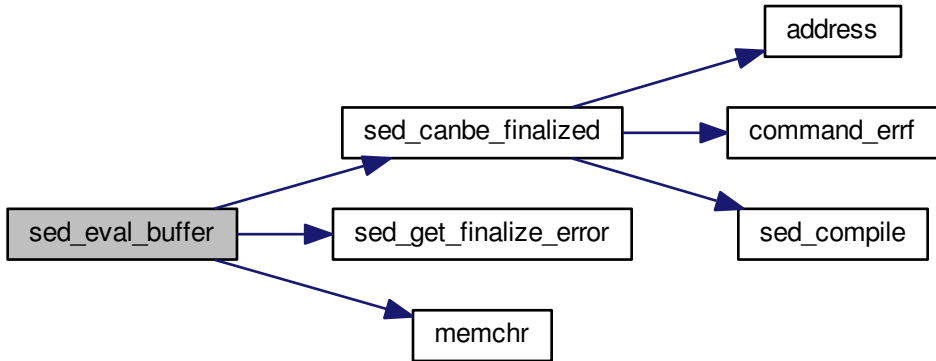 address
sed_canbe_finalized
command_errf
sed_eval_buffer
sed_get_finalize_error
sed_compile
memchr